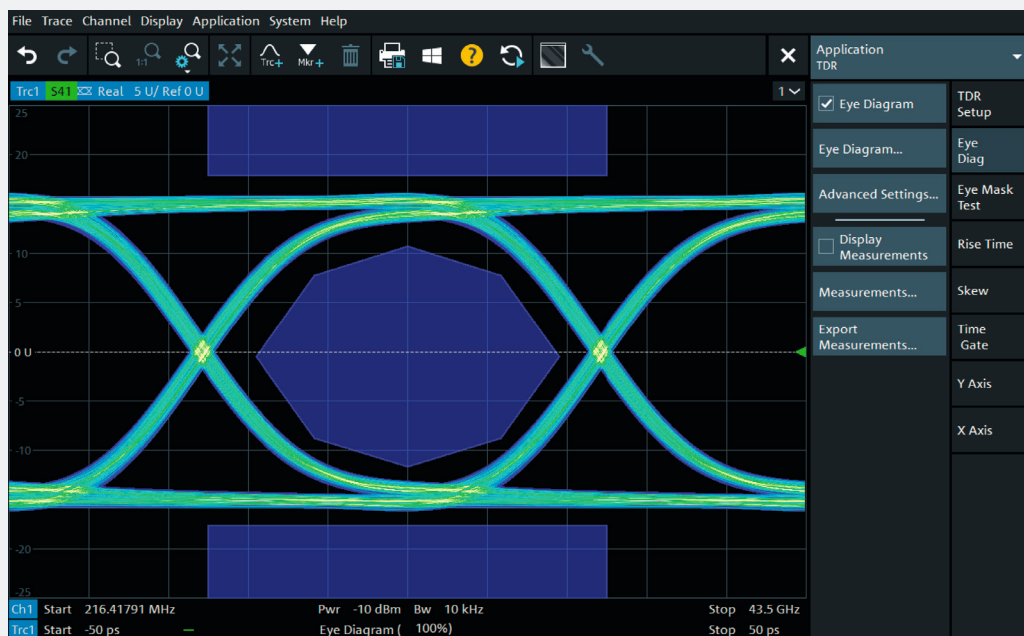 File Trace Channel Display Application System Help
1:1
Trc+
Mkr+
?
Application
TDR
Trc1 S41 Real 5 U/ Ref 0 U
1
Eye Diagram
Eye Diagram...
Advanced Settings...
Display
Measurements
Measurements...
Export
Measurements...
TDR
Setup
Eye
Diag
Eye Mask
Test
Rise Time
Skew
Time
Gate
Y Axis
X Axis
25
20
10
5
0 U
-5
-10
-20
-25
Ch1 Start 216.41791 MHz Pwr -10 dBm Bw 10 kHz Stop 43.5 GHz
Trc1 Start -50 ps Eye Diagram ( 100%) Stop 50 ps